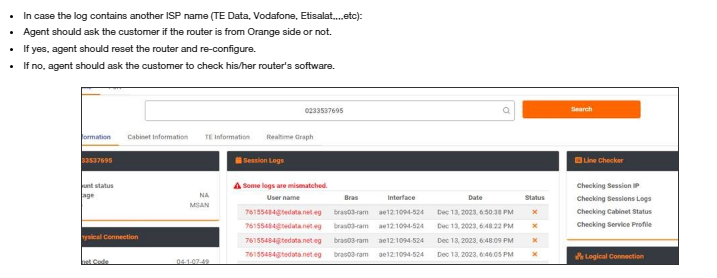 • In case the log contains another ISP name (TE Data, Vodafone, Etisalat,,,,etc):
• Agent should ask the customer if the router is from Orange side or not.
• If yes, agent should reset the router and re-configure.
• If no, agent should ask the customer to check his/her router's software.
0233537695
Search
formation Cabinet Information TE Information Realtime Graph
33537695
unt status
age NA
MSAN
hysical Connection
net Code 04-1-07-49
Session Logs
Some logs are mismatched.
User name Bras Interface Date Status
76155484@tedata.net.eg bras03-ram ae12:1094-524 Dec 13, 2023, 6:50:38 PM ×
76155484@tedata.net.eg bras03-ram ae12:1094-524 Dec 13, 2023, 6:48:22 PM ×
76155484@tedata.net.eg bras03-ram ae12:1094-524 Dec 13, 2023, 6:48:09 PM ×
76155484@tedata.net.eg bras03-ram ae12:1094-524 Dec 13, 2023, 6:46:05 PM ×
Line Checker
Checking Session IP
Checking Sessions Logs
Checking Cabinet Status
Checking Service Profile
Logical Connection